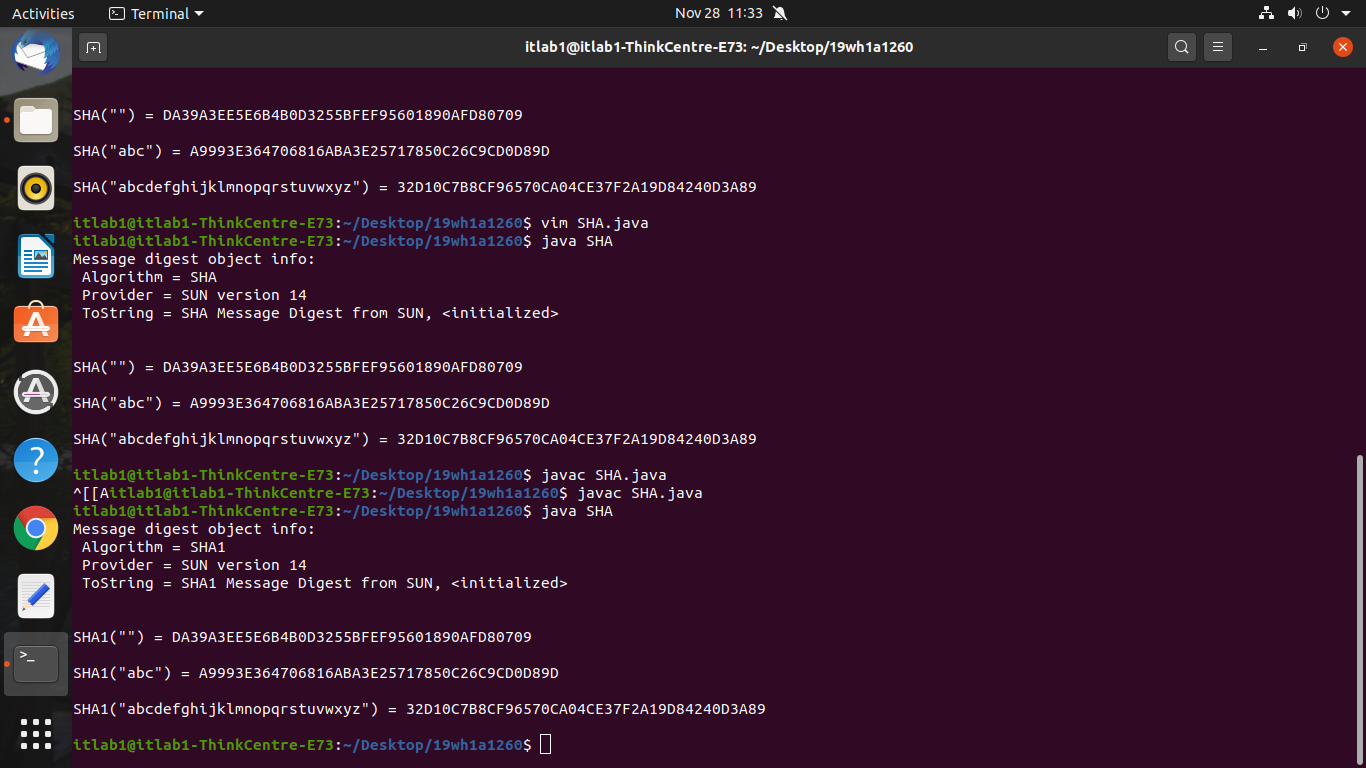 Activities Terminal Nov 28 11:33
itlab1@itlab1-ThinkCentre-E73: ~/Desktop/19wh1a1260
SHA("") = DA39A3EE5E6B4B0D3255BFEF95601890AFD80709
SHA("abc") = A9993E364706816ABA3E25717850C26C9CD0D89D
SHA("abcdefghijklmnopqrstuvwxyz") = 32D10C7B8CF96570CA04CE37F2A19D84240D3A89
itlab1@itlab1-ThinkCentre-E73:~/Desktop/19wh1a1260$ vim SHA.java
itlab1@itlab1-ThinkCentre-E73:~/Desktop/19wh1a1260$ java SHA
Message digest object info:
Algorithm = SHA
Provider = SUN version 14
ToString = SHA Message Digest from SUN, <initialized>
SHA("") = DA39A3EE5E6B4B0D3255BFEF95601890AFD80709
SHA("abc") = A9993E364706816ABA3E25717850C26C9CD0D89D
SHA("abcdefghijklmnopqrstuvwxyz") = 32D10C7B8CF96570CA04CE37F2A19D84240D3A89
itlab1@itlab1-ThinkCentre-E73:~/Desktop/19wh1a1260$ javac SHA.java
^[[Aitlab1@itlab1-ThinkCentre-E73:~/Desktop/19wh1a1260$ javac SHA.java
itlab1@itlab1-ThinkCentre-E73:~/Desktop/19wh1a1260$ java SHA
Message digest object info:
Algorithm = SHA1
Provider = SUN version 14
ToString = SHA1 Message Digest from SUN, <initialized>
SHA1("") = DA39A3EE5E6B4B0D3255BFEF95601890AFD80709
SHA1("abc") = A9993E364706816ABA3E25717850C26C9CD0D89D
SHA1("abcdefghijklmnopqrstuvwxyz") = 32D10C7B8CF96570CA04CE37F2A19D84240D3A89
itlab1@itlab1-ThinkCentre-E73:~/Desktop/19wh1a1260$